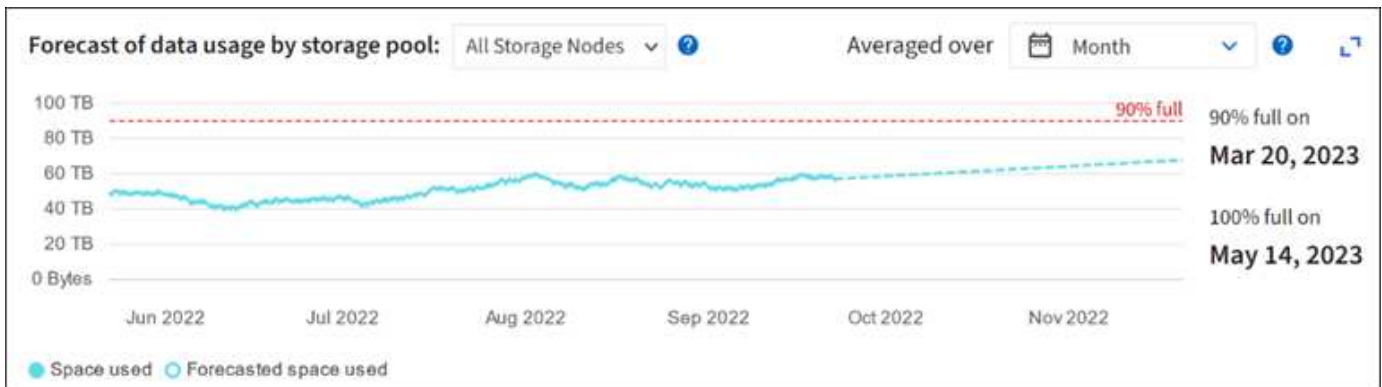 Forecast of data usage by storage pool: All Storage Nodes ? Averaged over Month ?
100 TB
90% full
90% full on
80 TB
Mar 20, 2023
60 TB
40 TB
100% full on
20 TB
May 14, 2023
0 Bytes
Jun 2022 Jul 2022 Aug 2022 Sep 2022 Oct 2022 Nov 2022
Space used Forecasted space used